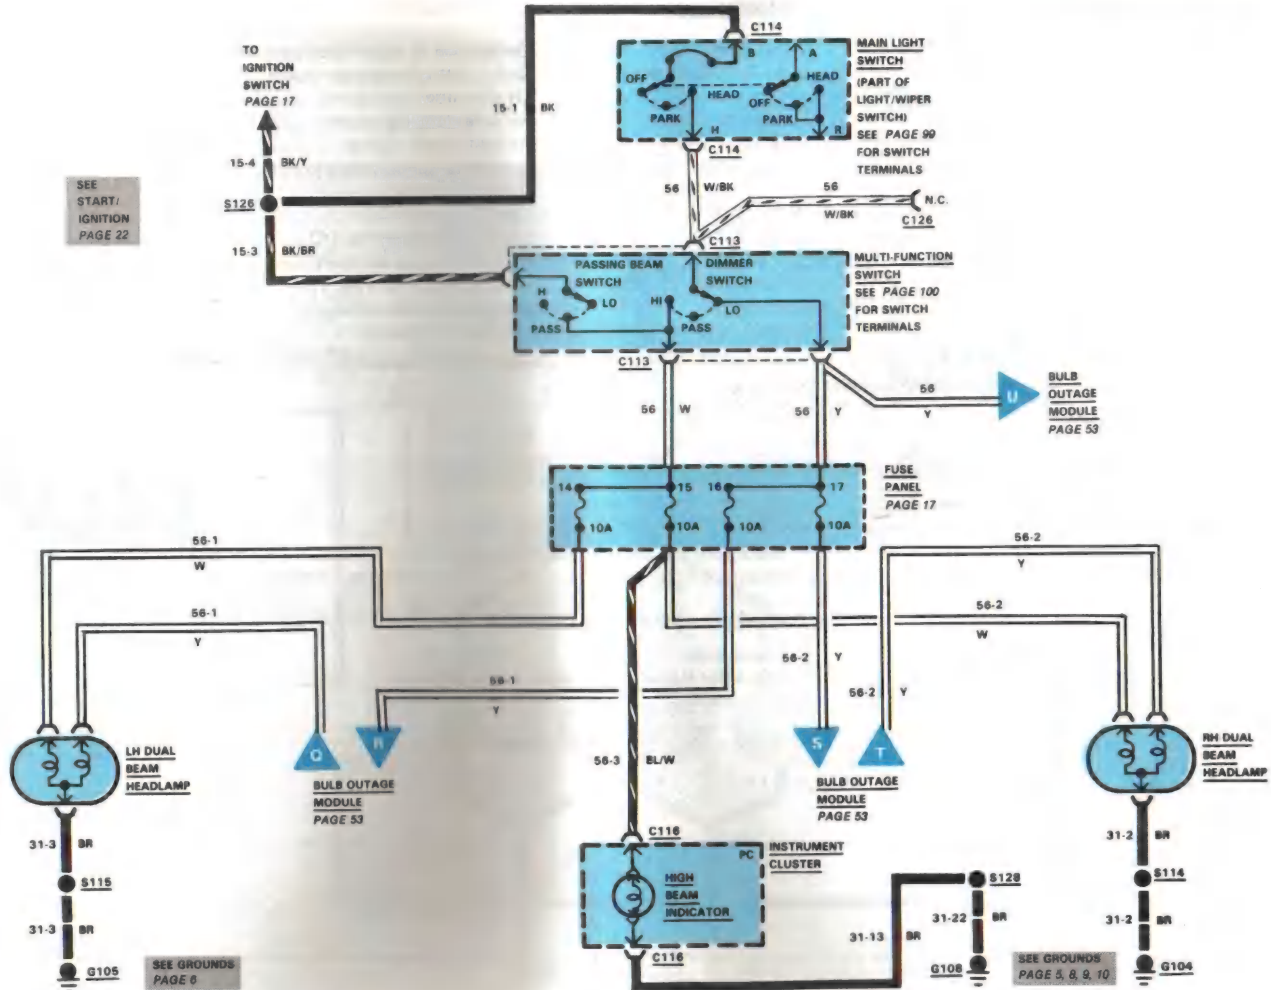 C114
B
A
MAIN LIGHT
SWITCH
(PART OF
LIGHT/WIPER
SWITCH)
SEE PAGE 99
FOR SWITCH
TERMINALS
OFF
HEAD
PARK
H
OFF
HEAD
PARK
R
C114
TO
IGNITION
SWITCH
PAGE 17
15-1
BK
15-4
BK/Y
SEE
START/
IGNITION
PAGE 22
S126
56
W/BK
56
W/BK
N.C.
C126
15-3
BK/BR
C113
PASSING BEAM
SWITCH
H
LO
PASS
DIMMER
SWITCH
HI
LO
PASS
MULTI-FUNCTION
SWITCH
SEE PAGE 100
FOR SWITCH
TERMINALS
C113
56
W
56
Y
56
Y
U
BULB
OUTAGE
MODULE
PAGE 53
14
15
16
17
10A
10A
10A
10A
FUSE
PANEL
PAGE 17
56-1
W
56-2
Y
56-1
Y
56-2
W
56-1
Y
56-2
Y
56-2
Y
LH DUAL
BEAM
HEADLAMP
Q
R
BULB OUTAGE
MODULE
PAGE 53
56-3
BL/W
S
T
BULB OUTAGE
MODULE
PAGE 53
RH DUAL
BEAM
HEADLAMP
31-3
BR
S115
31-3
BR
G105
SEE GROUNDS
PAGE 6
C116
PC
INSTRUMENT
CLUSTER
HIGH
BEAM
INDICATOR
C116
31-13
BR
S128
31-22
BR
G108
SEE GROUNDS
PAGE 5, 8, 9, 10
31-2
BR
S114
31-2
BR
G104